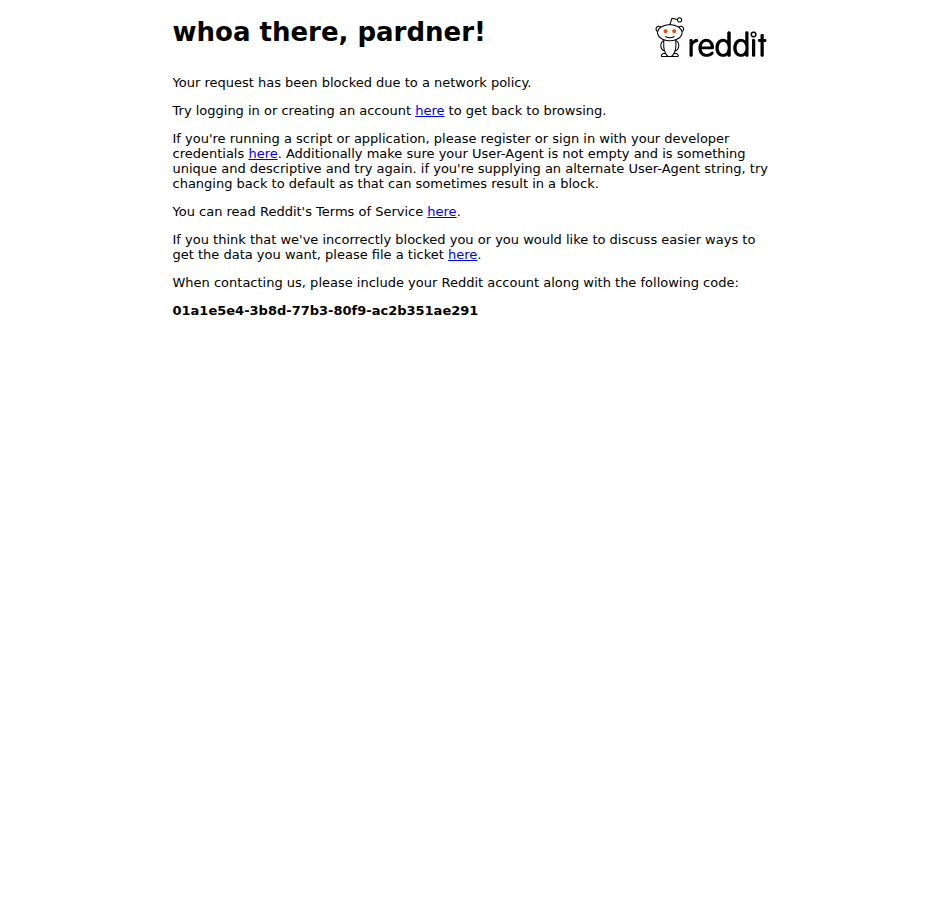 whoa there, pardner!
reddit
Your request has been blocked due to a network policy.
Try logging in or creating an account here to get back to browsing.
If you're running a script or application, please register or sign in with your developer
credentials here. Additionally make sure your User-Agent is not empty and is something
unique and descriptive and try again. if you're supplying an alternate User-Agent string, try
changing back to default as that can sometimes result in a block.
You can read Reddit's Terms of Service here.
If you think that we've incorrectly blocked you or you would like to discuss easier ways to
get the data you want, please file a ticket here.
When contacting us, please include your Reddit account along with the following code:
01a1e5e4-3b8d-77b3-80f9-ac2b351ae291